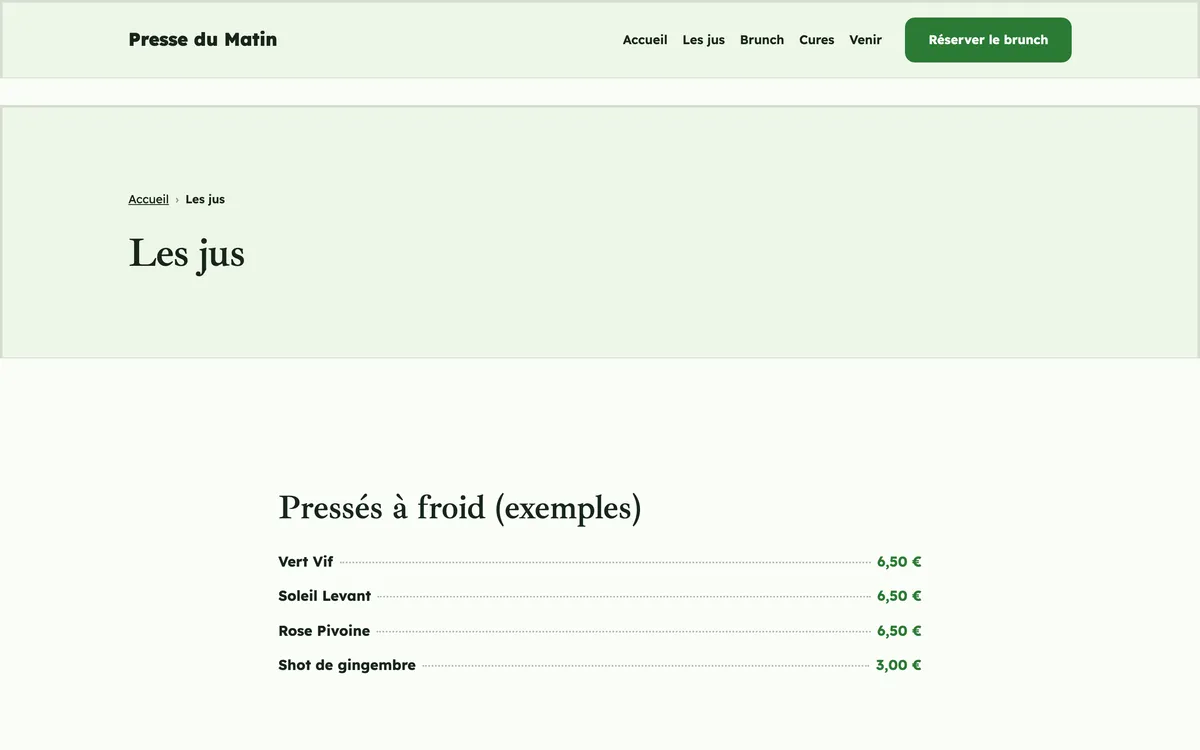 Presse du Matin
Accueil Les jus Brunch Cures Venir Réserver le brunch
Accueil › Les jus
Les jus
Pressés à froid (exemples)
Vert Vif 6,50 €
Soleil Levant 6,50 €
Rose Pivoine 6,50 €
Shot de gingembre 3,00 €